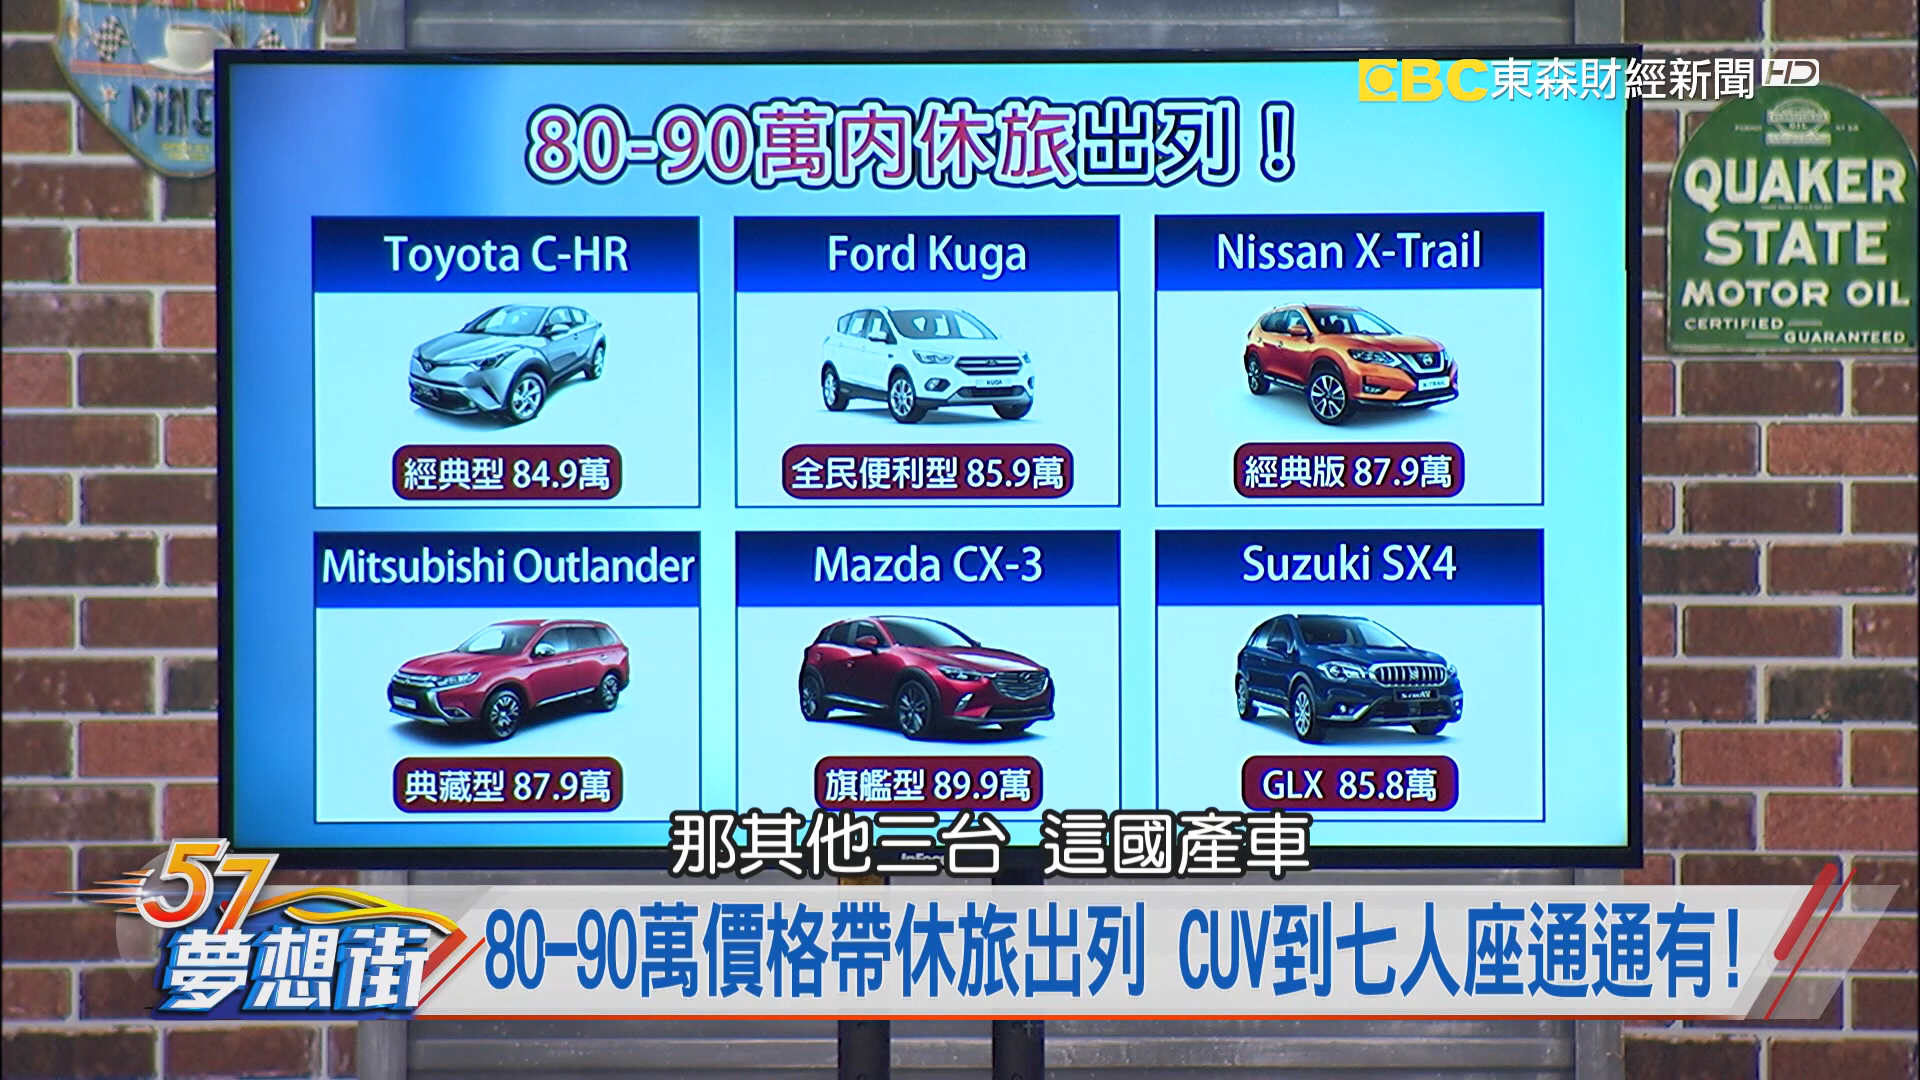 EBC東森財經新聞HD
80-90萬內休旅出列！
Toyota C-HR
Ford Kuga
Nissan X-Trail
KUGA
X-TRAIL
經典型 84.9萬
全民便利型 85.9萬
經典版 87.9萬
Mitsubishi Outlander
Mazda CX-3
Suzuki SX4
典藏型 87.9萬
旗艦型 89.9萬
GLX 85.8萬
QUAKER
STATE
MOTOR OIL
CERTIFIED
GUARANTEED
那其他三台 這國產車
57
夢想街
80-90萬價格帶休旅出列 CUV到七人座通通有!